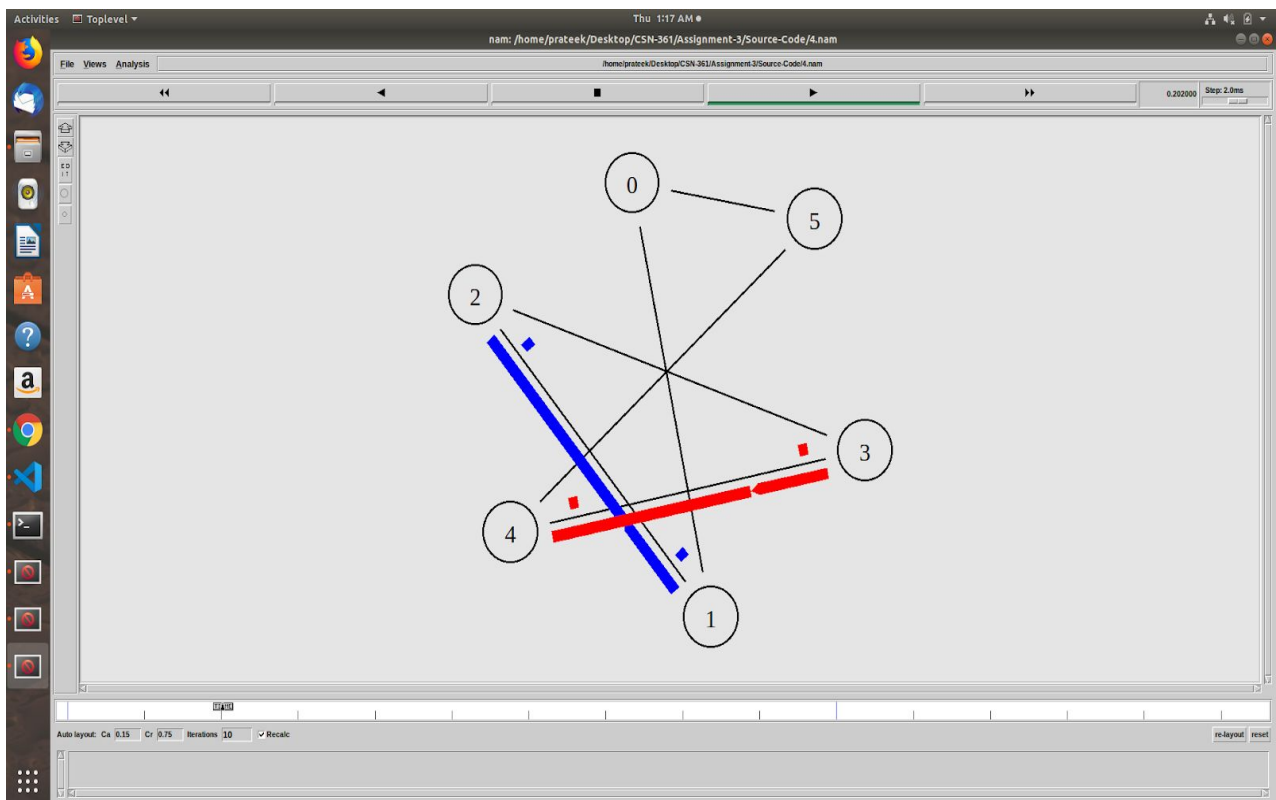 Activities Toplevel ▾ Thu 1:17 AM ●
nam: /home/prateek/Desktop/CSN-361/Assignment-3/Source-Code/4.nam
File Views Analysis /home/prateek/Desktop/CSN-361/Assignment-3/Source-Code/4.nam
0.202000 Step: 2.0ms
E D
I T
0
5
2
3
4
1
a
A
?
>_
Auto layout: Ca 0.15 Cr 0.75 Iterations 10 Recalc re-layout reset